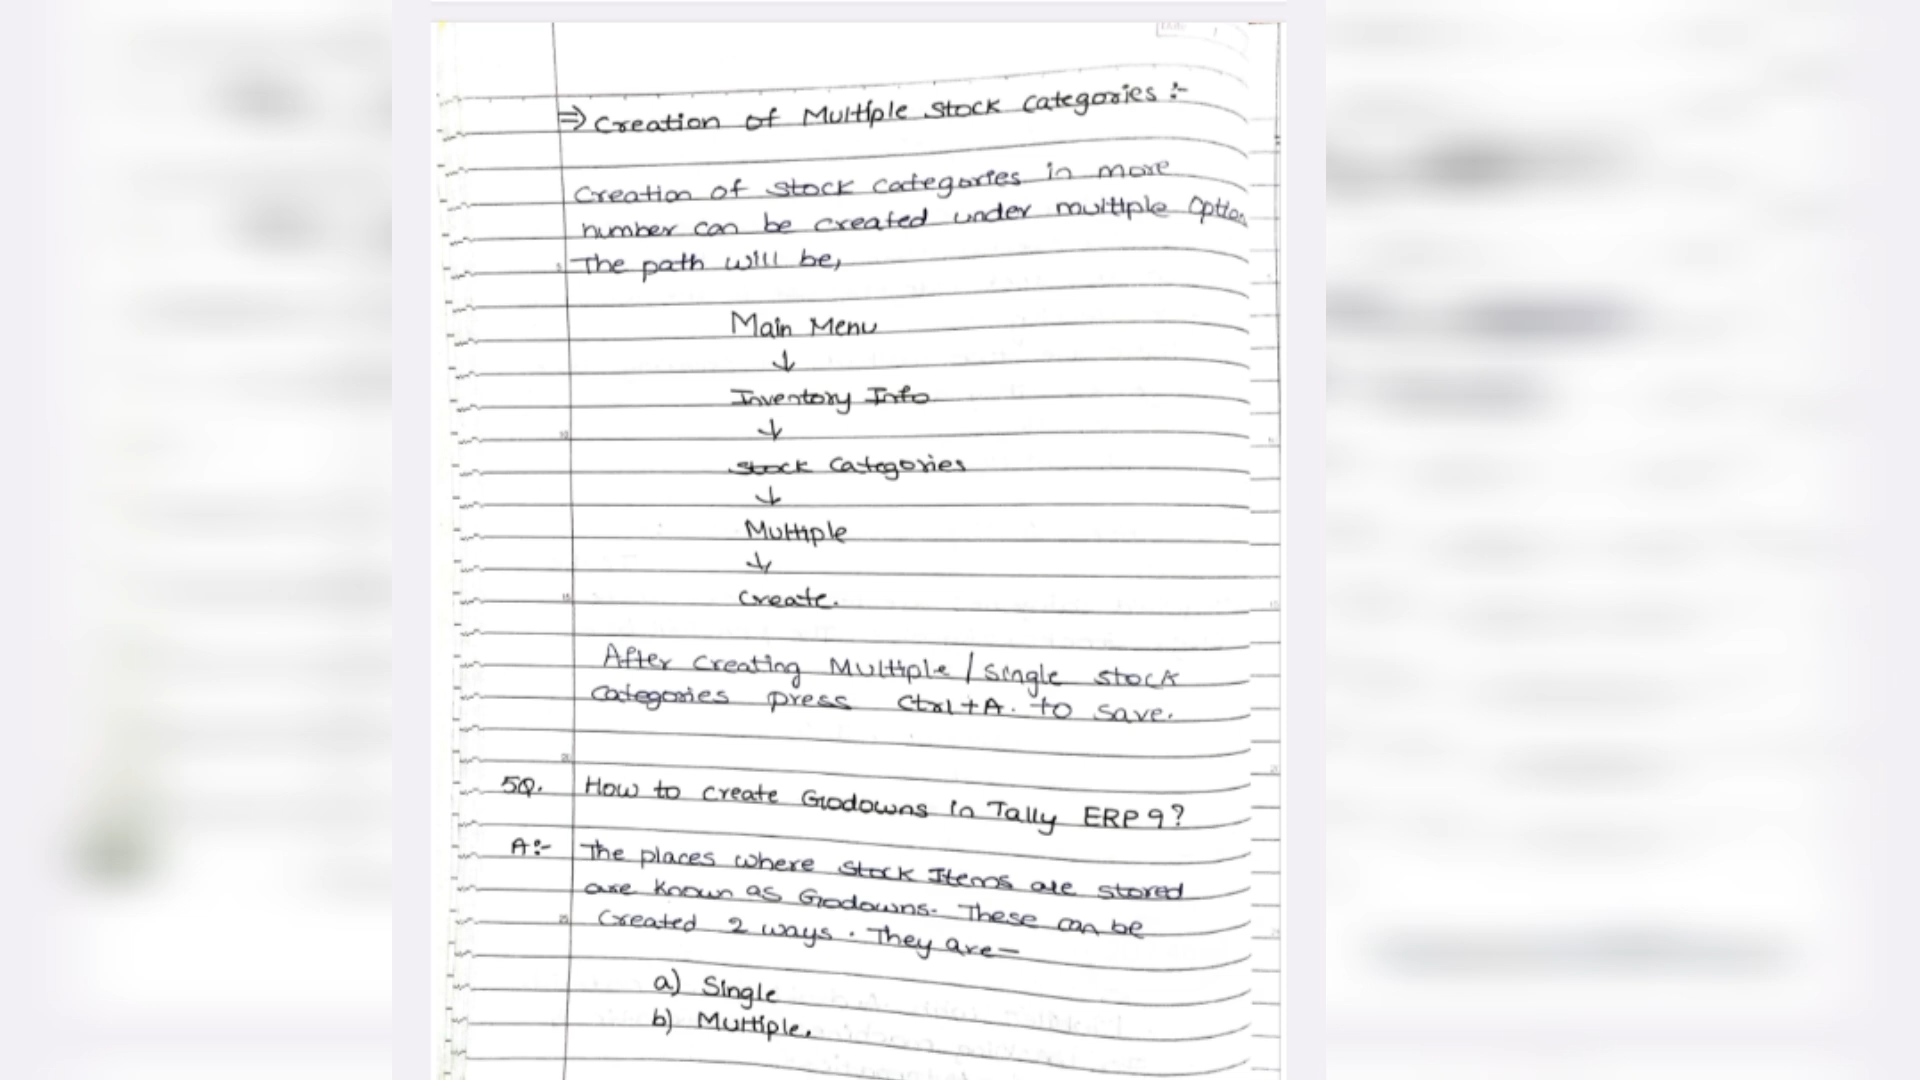 ⇒ Creation of Multiple Stock Categories :-
Creation of Stock Categories in more
number can be created under multiple Option
The path will be,
Main Menu
↓
Inventory Info
↓
Stock Categories
↓
Multiple
↓
Create.
After Creating Multiple / Single Stock
Categories press Ctrl+A. to save.
5Q. How to create Godowns in Tally ERP 9?
A:- The places where Stock Items are stored
are known as Godowns. These can be
Created 2 ways. They are—
a) Single
b) Multiple.